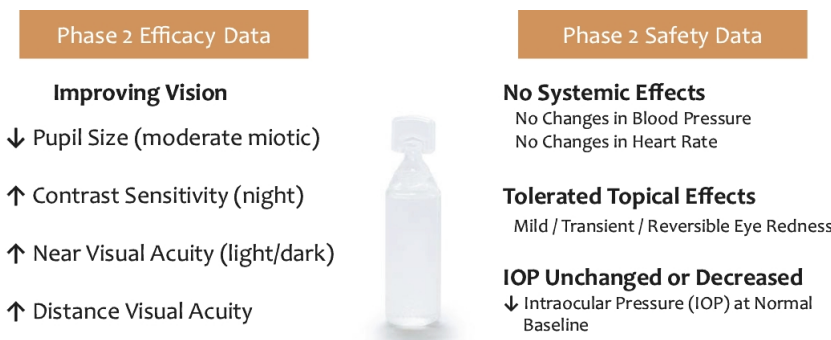 Phase 2 Efficacy Data
Improving Vision
↓ Pupil Size (moderate miotic)
↑ Contrast Sensitivity (night)
↑ Near Visual Acuity (light/dark)
↑ Distance Visual Acuity
Phase 2 Safety Data
No Systemic Effects
No Changes in Blood Pressure
No Changes in Heart Rate
Tolerated Topical Effects
Mild / Transient / Reversible Eye Redness
IOP Unchanged or Decreased
↓ Intraocular Pressure (IOP) at Normal
Baseline